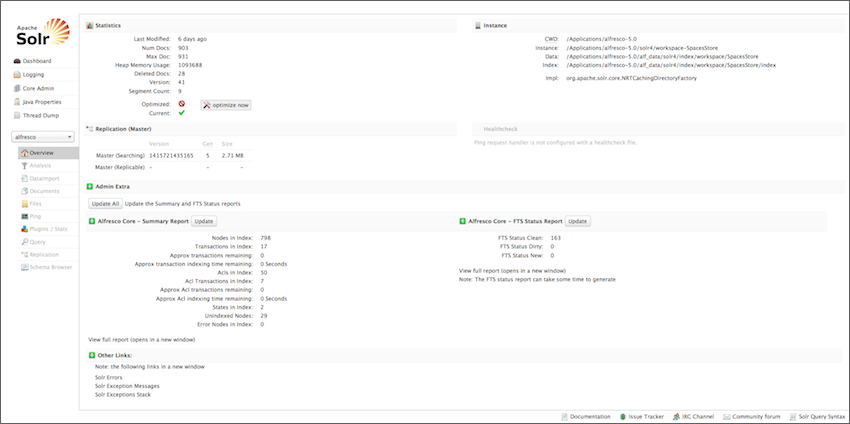 Apache
Solr
Dashboard
Logging
Core Admin
Java Properties
Thread Dump
alfresco
Overview
Analysis
Dataimport
Documents
Files
Ping
Plugins / Stats
Query
Replication
Schema Browser
Statistics
Last Modified: 6 days ago
Num Docs: 903
Max Doc: 931
Heap Memory Usage: 1093688
Deleted Docs: 28
Version: 41
Segment Count: 9
Optimized: optimize now
Current:
Instance
CWD: /Applications/alfresco-5.0
Instance: /Applications/alfresco-5.0/solr4/workspace-SpacesStore
Data: /Applications/alfresco-5.0/alf_data/solr4/index/workspace/SpacesStore
Index: /Applications/alfresco-5.0/alf_data/solr4/index/workspace/SpacesStore/index
Impl: org.apache.solr.core.NRTCachingDirectoryFactory
Replication (Master)
Version Gen Size
Master (Searching) 1415721435165 5 2.71 MB
Master (Replicable) – – –
Healthcheck
Ping request handler is not configured with a healthcheck file.
Admin Extra
Update All Update the Summary and FTS Status reports
Alfresco Core - Summary Report Update
Nodes in Index: 798
Transactions in Index: 17
Approx transactions remaining: 0
Approx transaction indexing time remaining: 0 Seconds
Acls in Index: 50
Acl Transactions in Index: 7
Approx Acl transactions remaining: 0
Approx Acl indexing time remaining: 0 Seconds
States in Index: 2
Unindexed Nodes: 29
Error Nodes in Index: 0
View full report (opens in a new window)
Alfresco Core - FTS Status Report Update
FTS Status Clean: 163
FTS Status Dirty: 0
FTS Status New: 0
View full report (opens in a new window)
Note: The FTS status report can take some time to generate
Other Links:
Note: the following links in a new window
Solr Errors
Solr Exception Messages
Solr Exceptions Stack
Documentation Issue Tracker IRC Channel Community forum Solr Query Syntax